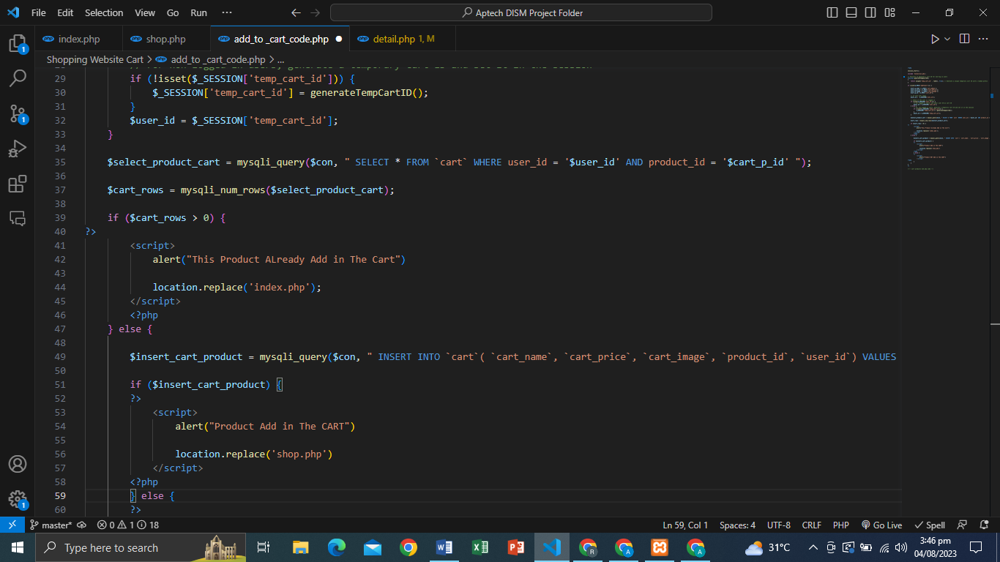 File Edit Selection View Go Run ··· Aptech DISM Project Folder
index.php shop.php add_to _cart_code.php detail.php 1, M
Shopping Website Cart > add_to _cart_code.php > ...
29 if (!isset($_SESSION['temp_cart_id'])) {
30 $_SESSION['temp_cart_id'] = generateTempCartID();
31 }
32 $user_id = $_SESSION['temp_cart_id'];
33 }
34
35 $select_product_cart = mysqli_query($con, " SELECT * FROM `cart` WHERE user_id = '$user_id' AND product_id = '$cart_p_id' ");
36
37 $cart_rows = mysqli_num_rows($select_product_cart);
38
39 if ($cart_rows > 0) {
40 ?>
41 <script>
42 alert("This Product ALready Add in The Cart")
43
44 location.replace('index.php');
45 </script>
46 <?php
47 } else {
48
49 $insert_cart_product = mysqli_query($con, " INSERT INTO `cart`( `cart_name`, `cart_price`, `cart_image`, `product_id`, `user_id`) VALUES
50
51 if ($insert_cart_product) {
52 ?>
53 <script>
54 alert("Product Add in The CART")
55
56 location.replace('shop.php')
57 </script>
58 <?php
59 } else {
60 ?>
master* 0 1 18 Ln 59, Col 1 Spaces: 4 UTF-8 CRLF PHP Go Live Spell
Type here to search 31°C 3:46 pm
04/08/2023